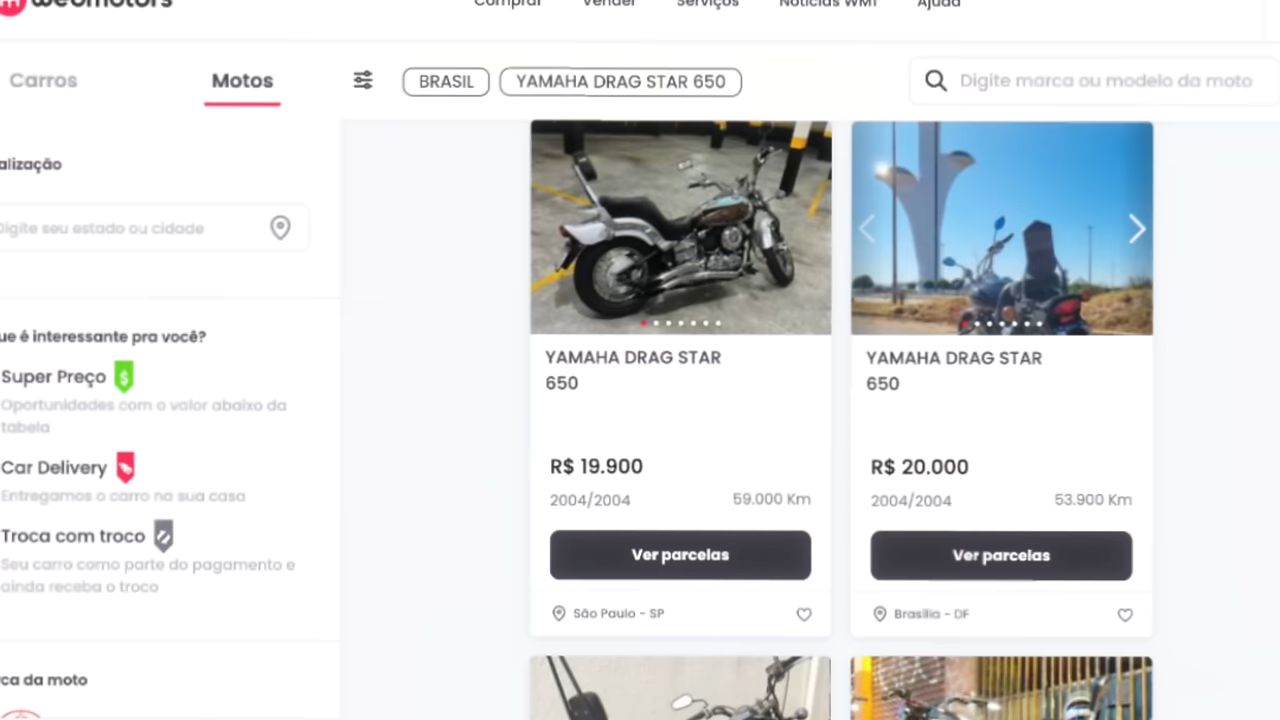 webmotors
Comprar
Vender
Serviços
Notícias WM1
Ajuda
Carros
Motos
BRASIL
YAMAHA DRAG STAR 650
Digite marca ou modelo da moto
alização
Digite seu estado ou cidade
ue é interessante pra você?
Super Preço
Oportunidades com o valor abaixo da
tabela
Car Delivery
Entregamos o carro na sua casa
Troca com troco
Seu carro como parte do pagamento e
ainda receba o troco
ca da moto
YAMAHA DRAG STAR
650
R$ 19.900
2004/2004
59.000 Km
Ver parcelas
São Paulo - SP
YAMAHA DRAG STAR
650
R$ 20.000
2004/2004
53.900 Km
Ver parcelas
Brasília - DF